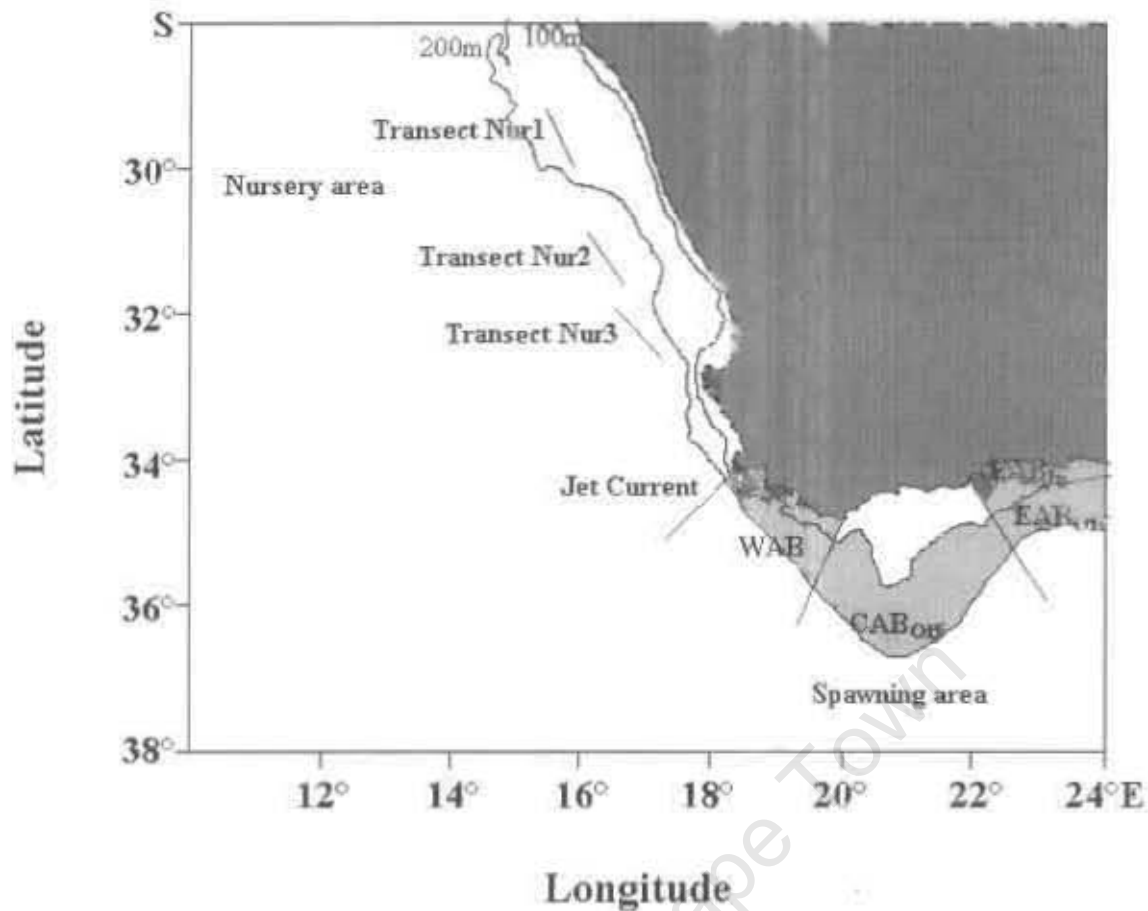 S
200m
100m
Transect Nur1
30°
Nursery area
Transect Nur2
32°
Transect Nur3
Latitude
34°
Jet Current
WAB
36°
CAB
Spawning area
38°
12° 14° 16° 18° 20° 22° 24°E
Longitude
Town